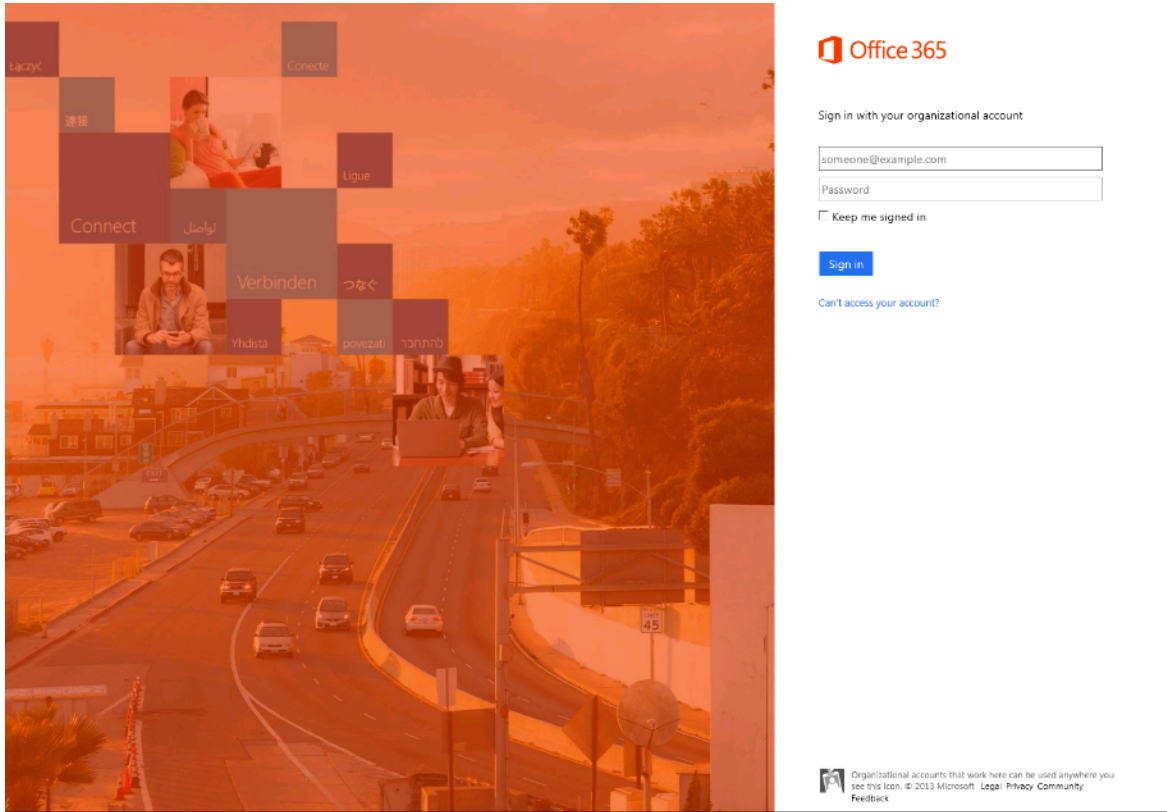 Łączyć
Conecte
連接
Ligue
Connect
تواصل
Verbinden
つなぐ
Yhdistä
povezati
להתחבר
EXIT
LIMIT
45
Office 365
Sign in with your organizational account
someone@example.com
Password
Keep me signed in
Sign in
Can't access your account?
Organizational accounts that work here can be used anywhere you
see this icon. © 2013 Microsoft Legal Privacy Community
Feedback